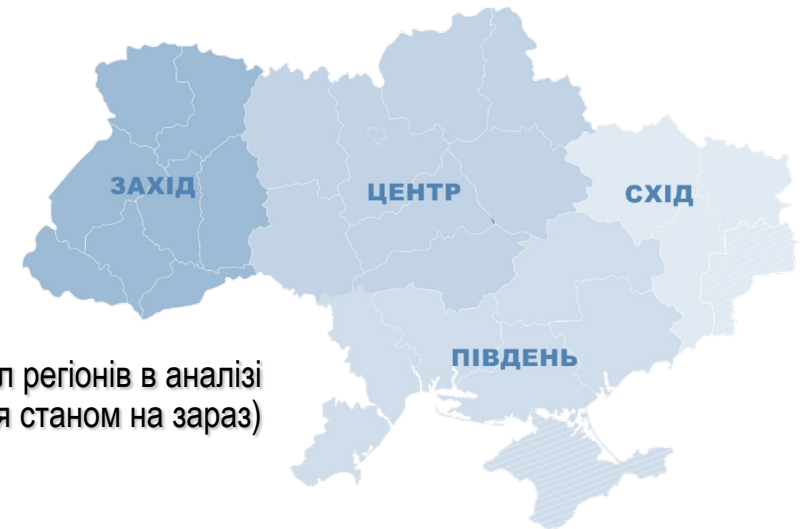 ЗАХІД
ЦЕНТР
СХІД
ПІВДЕНЬ
регіонів в аналізі
станом на зараз)